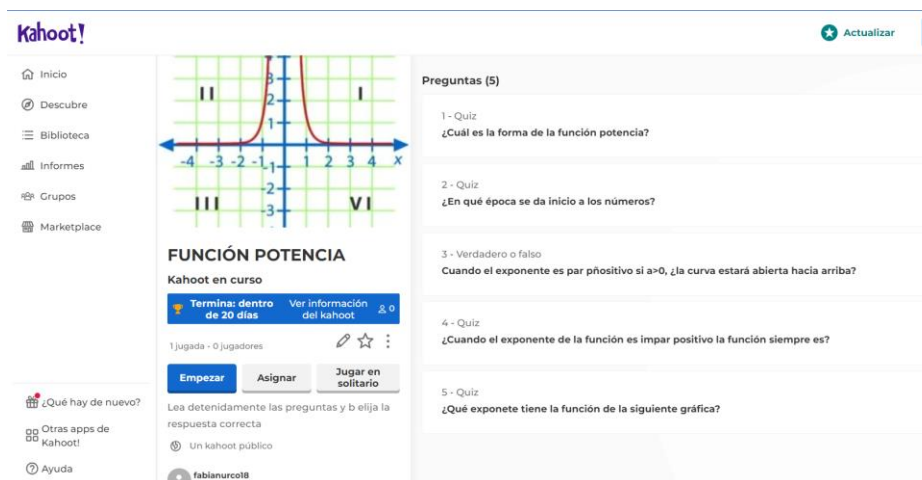 Kahoot!
Actualizar
Inicio
Descubre
Biblioteca
Informes
Grupos
Marketplace
¿Qué hay de nuevo?
Otras apps de
Kahoot!
Ayuda
3
II
2
I
1
-4 -3 -2 -1 1 2 3 4 x
-1
-2
III
-3
VI
FUNCIÓN POTENCIA
Kahoot en curso
Termina: dentro
de 20 días
Ver información
del kahoot
0
1 jugada - 0 jugadores
Empezar
Asignar
Jugar en
solitario
Lea detenidamente las preguntas y b elija la
respuesta correcta
Un kahoot público
fabianurco18
Preguntas (5)
1 - Quiz
¿Cuál es la forma de la función potencia?
2 - Quiz
¿En qué época se da inicio a los números?
3 - Verdadero o falso
Cuando el exponente es par pñositivo si a>0, ¿la curva estará abierta hacia arriba?
4 - Quiz
¿Cuando el exponente de la función es impar positivo la función siempre es?
5 - Quiz
¿Qué exponete tiene la función de la siguiente gráfica?